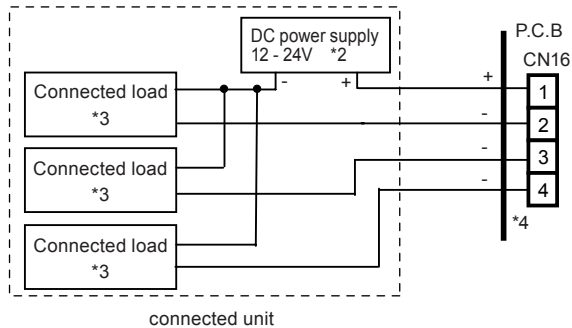 DC power supply
12 - 24V *2
P.C.B
CN16
- +
+
Connected load
*3
1
-
2
Connected load
*3
-
3
-
4
*4
Connected load
*3
connected unit